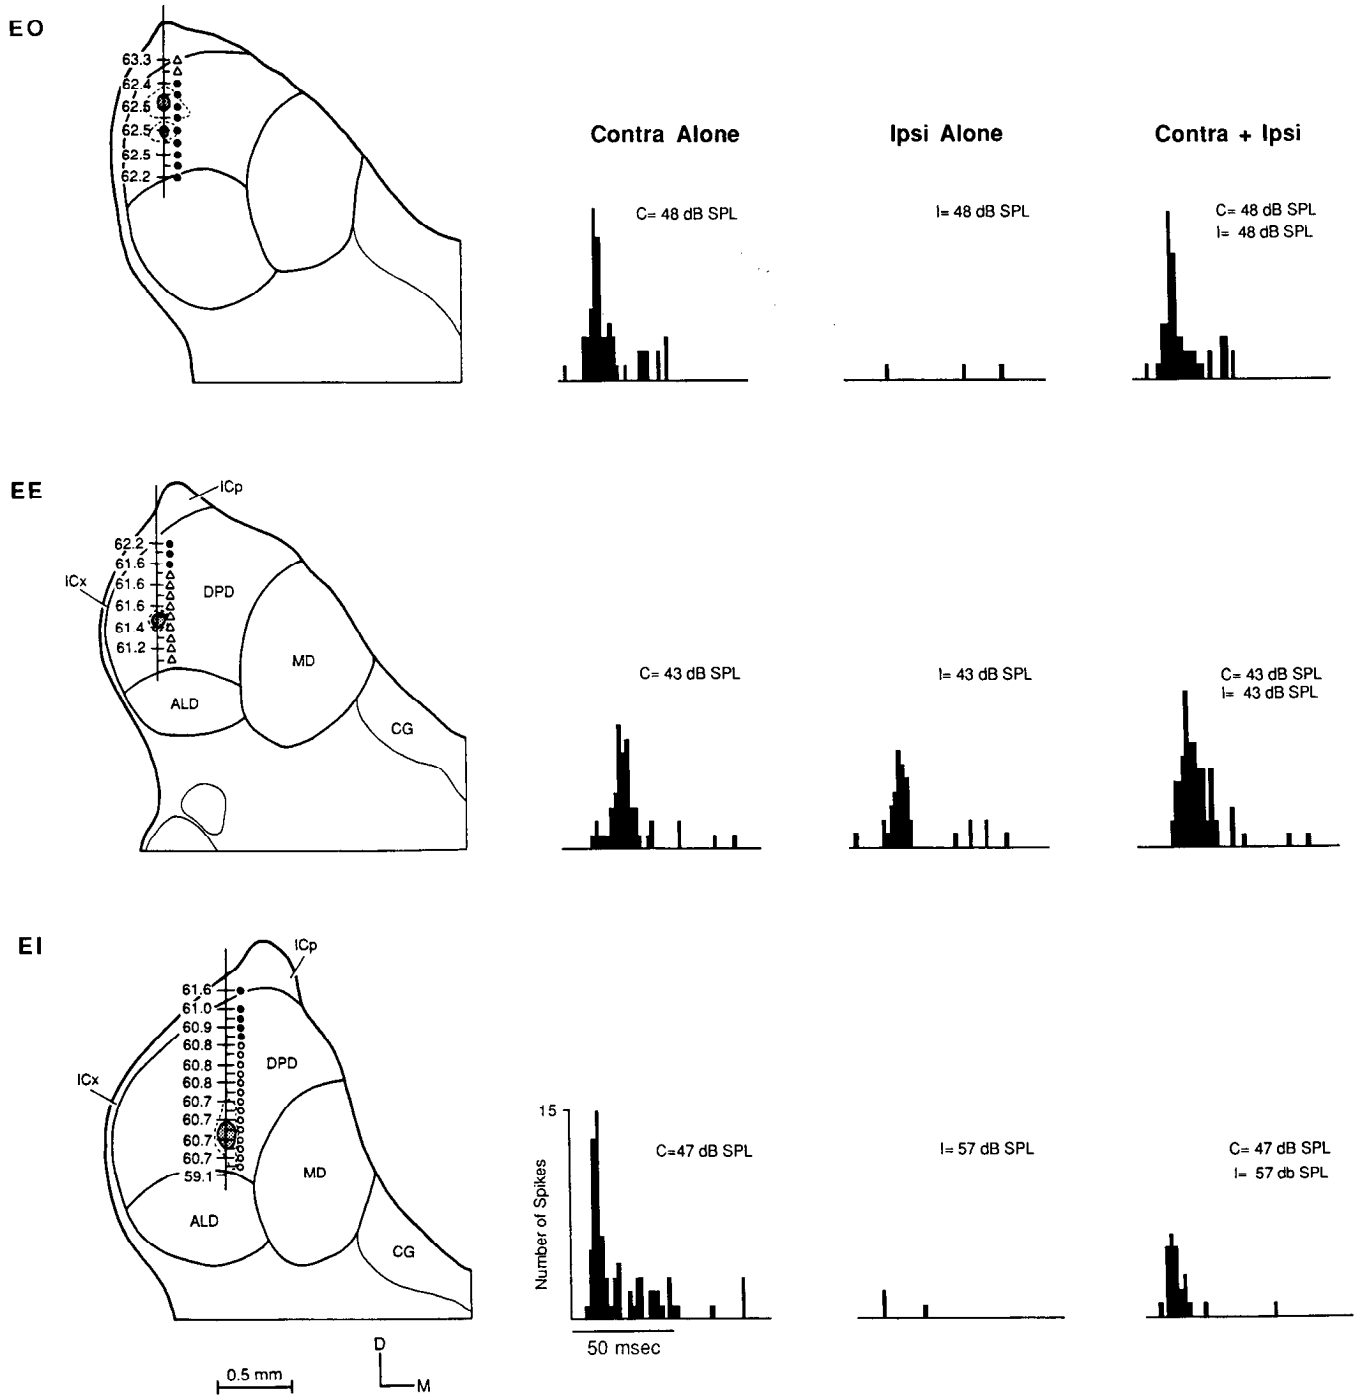 EO
63.3
62.4
62.5
62.5
62.5
62.2
Contra Alone
Ipsi Alone
Contra + Ipsi
C= 48 dB SPL
I= 48 dB SPL
C= 48 dB SPL
I= 48 dB SPL
EE
ICp
62.2
61.6
61.6
61.6
61.4
61.2
ICx
DPD
MD
ALD
CG
C= 43 dB SPL
I= 43 dB SPL
C= 43 dB SPL
I= 43 dB SPL
EI
ICp
61.6
61.0
60.9
60.8
60.8
60.8
60.7
60.7
60.7
60.7
59.1
ICx
DPD
MD
ALD
CG
15
Number of Spikes
C=47 dB SPL
I= 57 dB SPL
C= 47 dB SPL
I= 57 db SPL
50 msec
0.5 mm
D
M